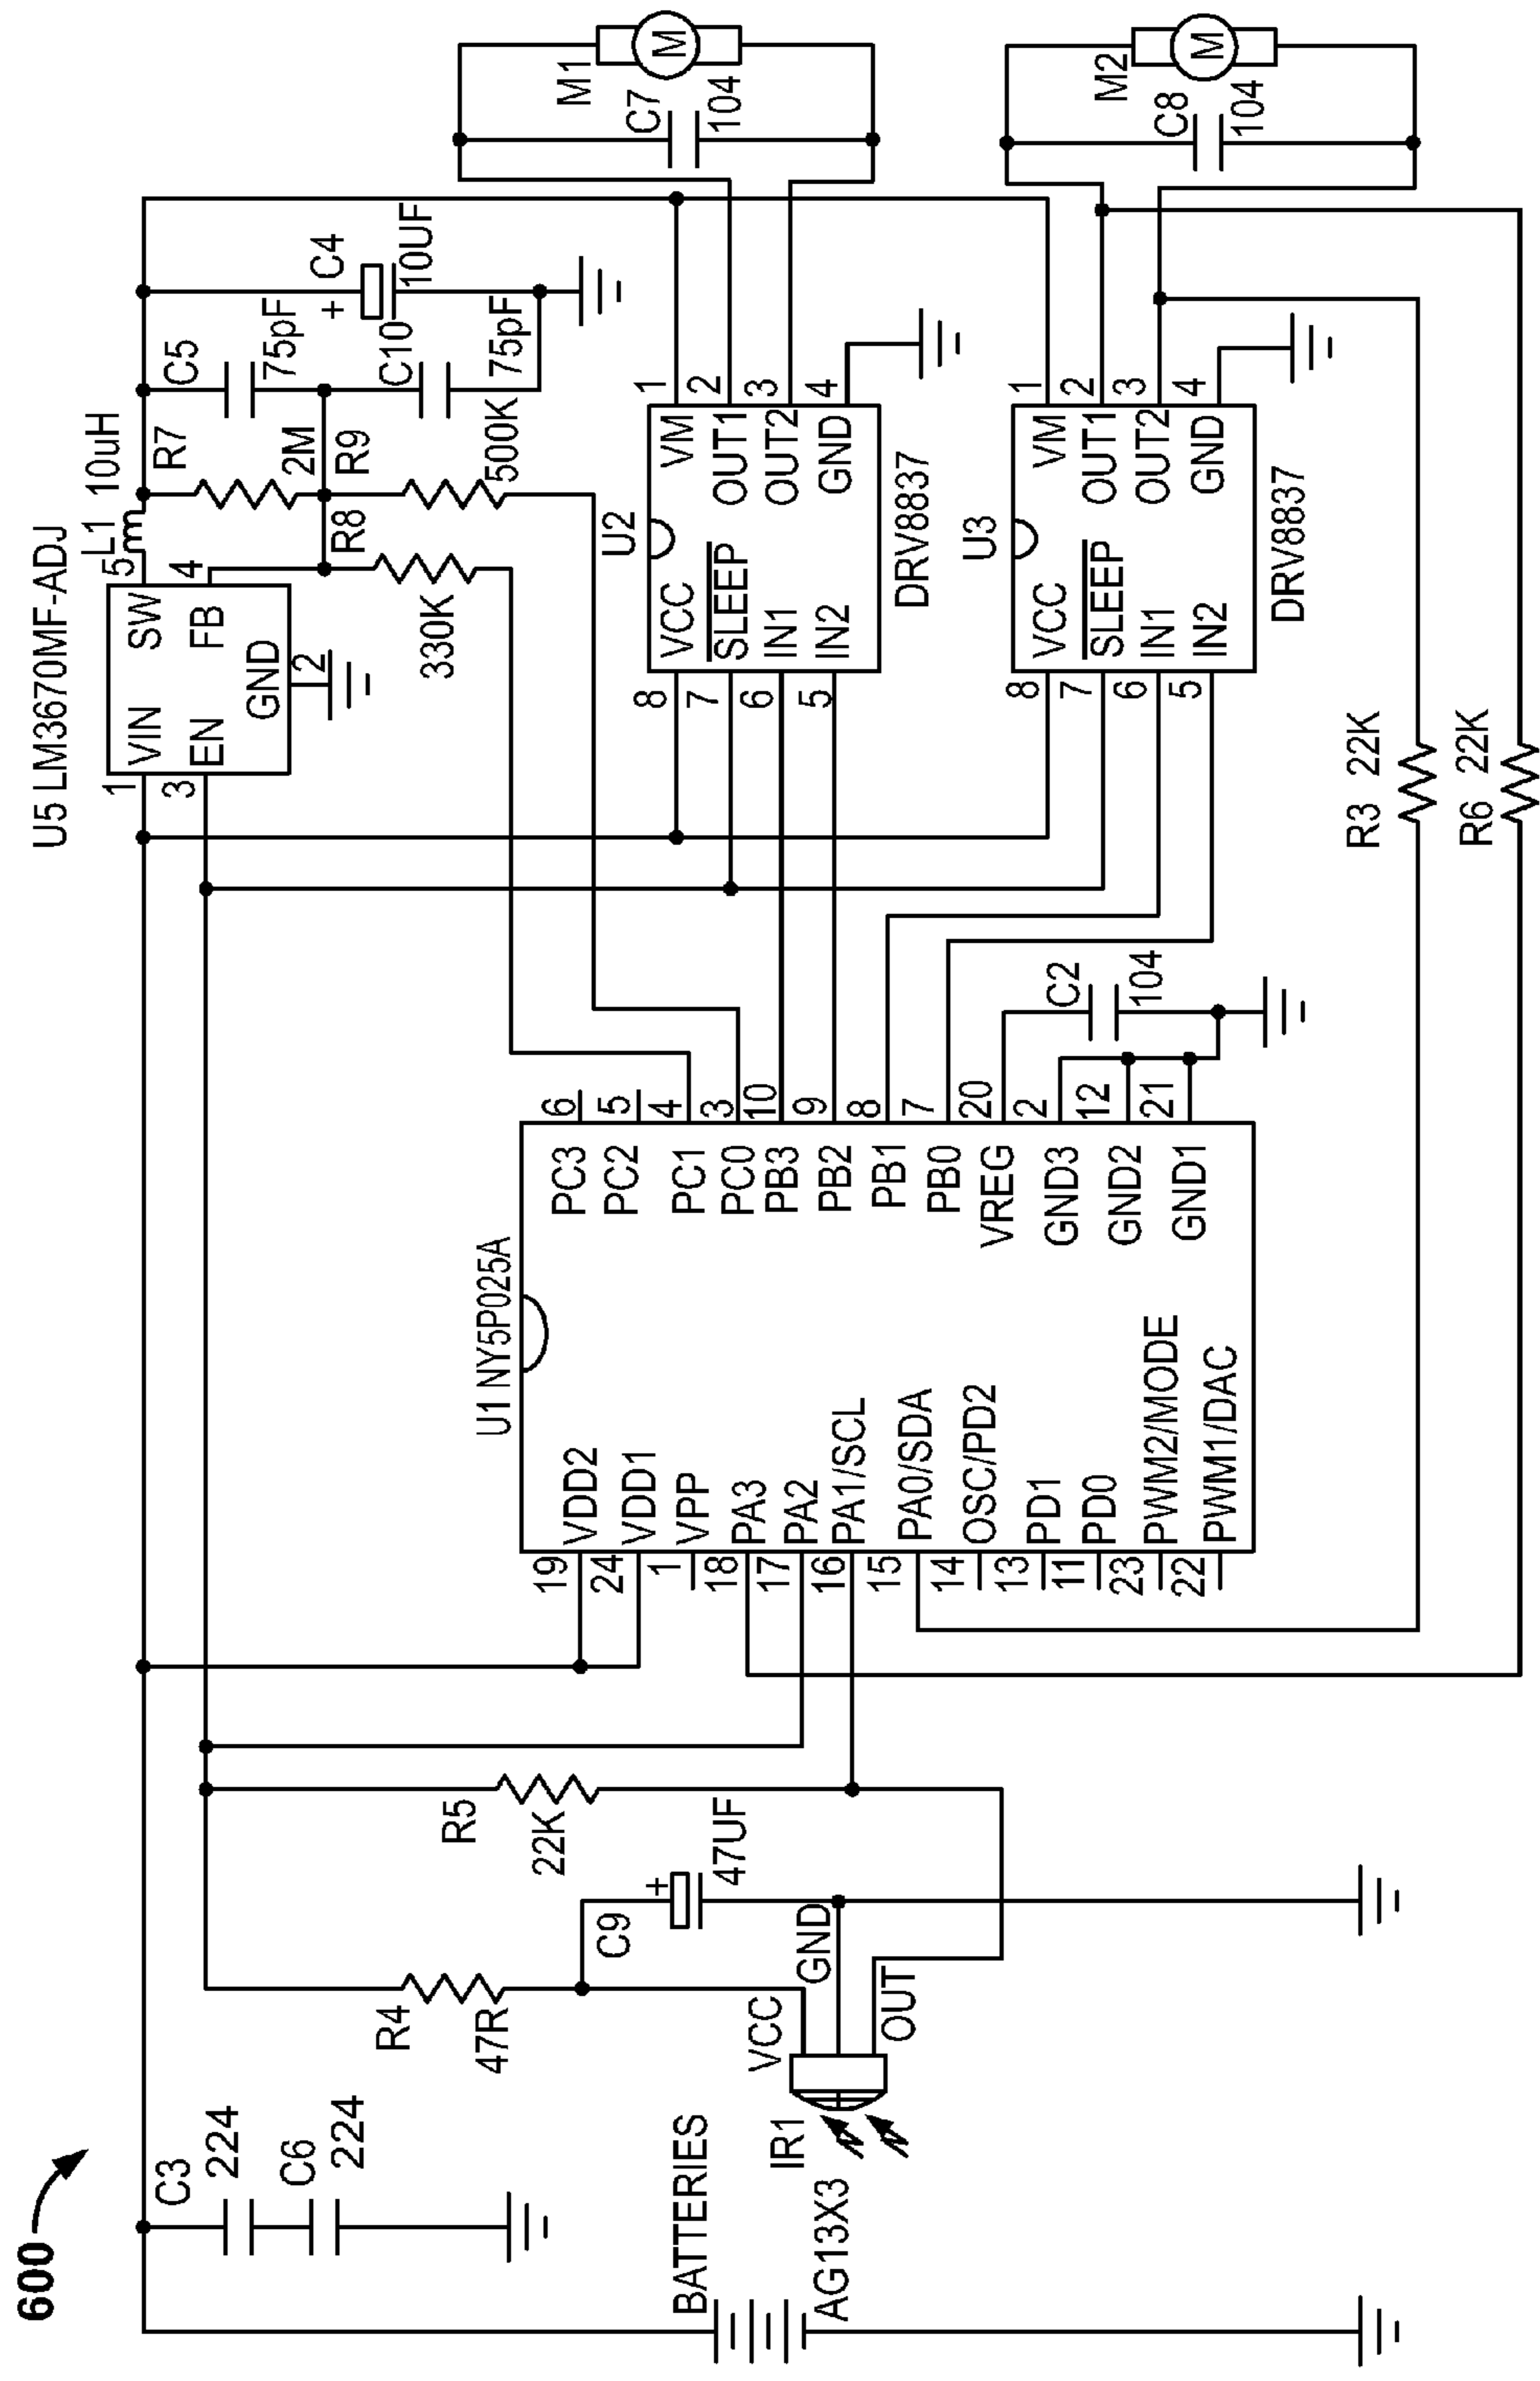 600
C3
224
C6
224
BATTERIES
AG13X3
IR1
VCC
GND
OUT
R4
47R
C9
+
47UF
R5
22K
U1 NY5P025A
19
VDD2
24
VDD1
1
VPP
18
PA3
17
PA2
16
PA1/SCL
15
PA0/SDA
14
OSC/PD2
13
PD1
11
PD0
23
PWM2/MODE
22
PWM1/DAC
PC3
6
PC2
5
PC1
4
PC0
3
PB3
10
PB2
9
PB1
8
PB0
7
VREG
20
GND3
2
GND2
12
GND1
21
C2
104
U5 LM3670MF-ADJ
1
VIN
3
EN
SW
5
FB
4
GND
2
L1
10uH
R7
2M
R8
330K
R9
500K
C5
75pF
C10
75pF
C4
+
10UF
U2
DRV8837
8
VCC
7
SLEEP
6
IN1
5
IN2
VM
1
OUT1
2
OUT2
3
GND
4
U3
DRV8837
8
VCC
7
SLEEP
6
IN1
5
IN2
VM
1
OUT1
2
OUT2
3
GND
4
M1
M
C7
104
M2
M
C8
104
R3 22K
R6 22K